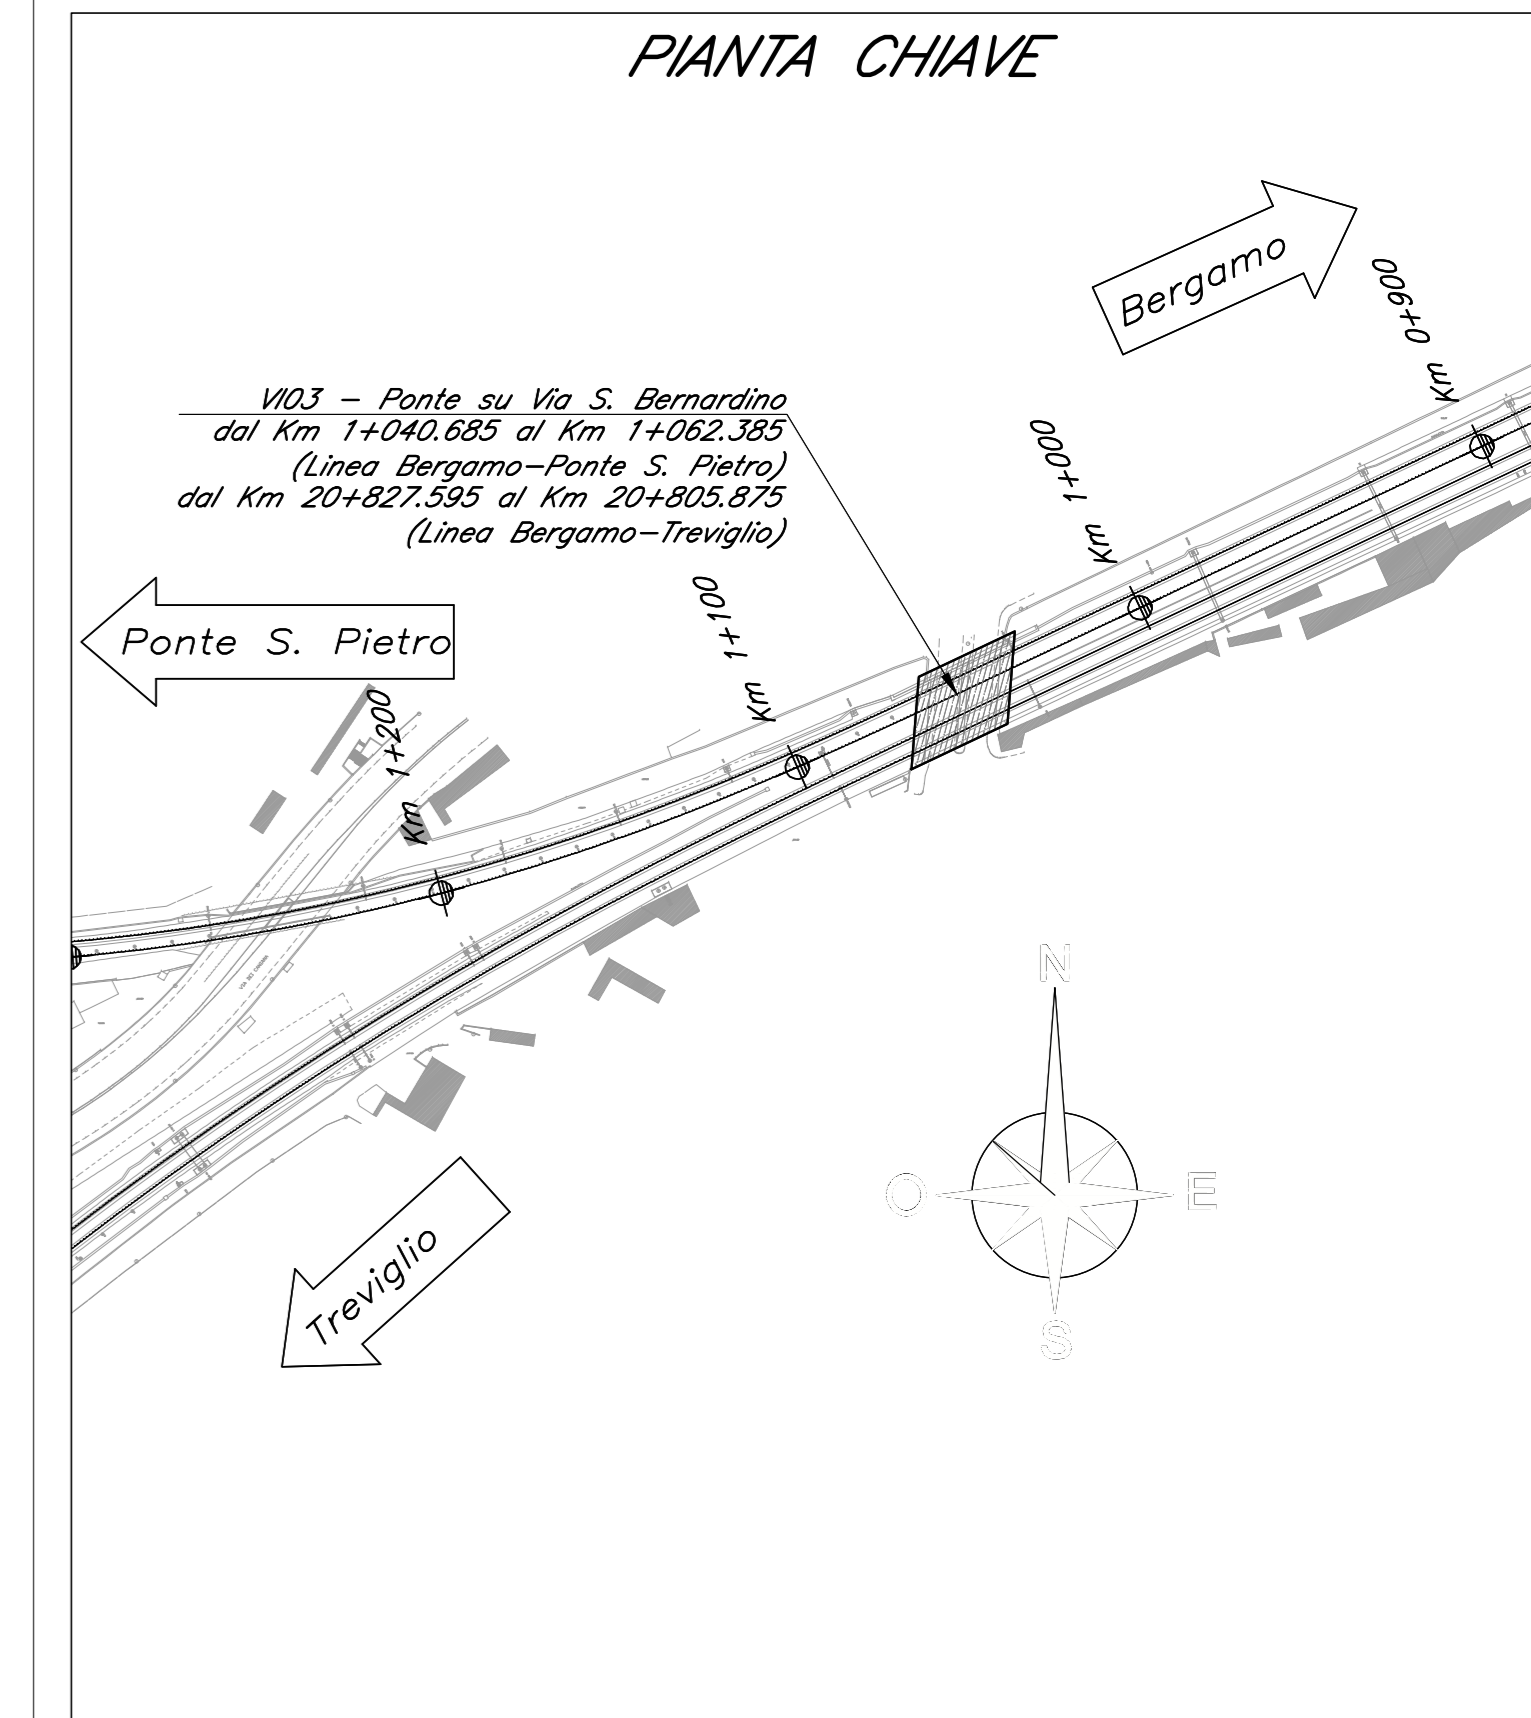 PIANTA CHIAVE
Bergamo
Km 0+900
VI03 - Ponte su Via S. Bernardino
dal Km 1+040.685 al Km 1+062.385
(Linea Bergamo-Ponte S. Pietro)
dal Km 20+827.595 al Km 20+805.875
(Linea Bergamo-Treviglio)
Km 1+000
Km 1+100
Ponte S. Pietro
Km 1+200
N
O
E
S
Treviglio